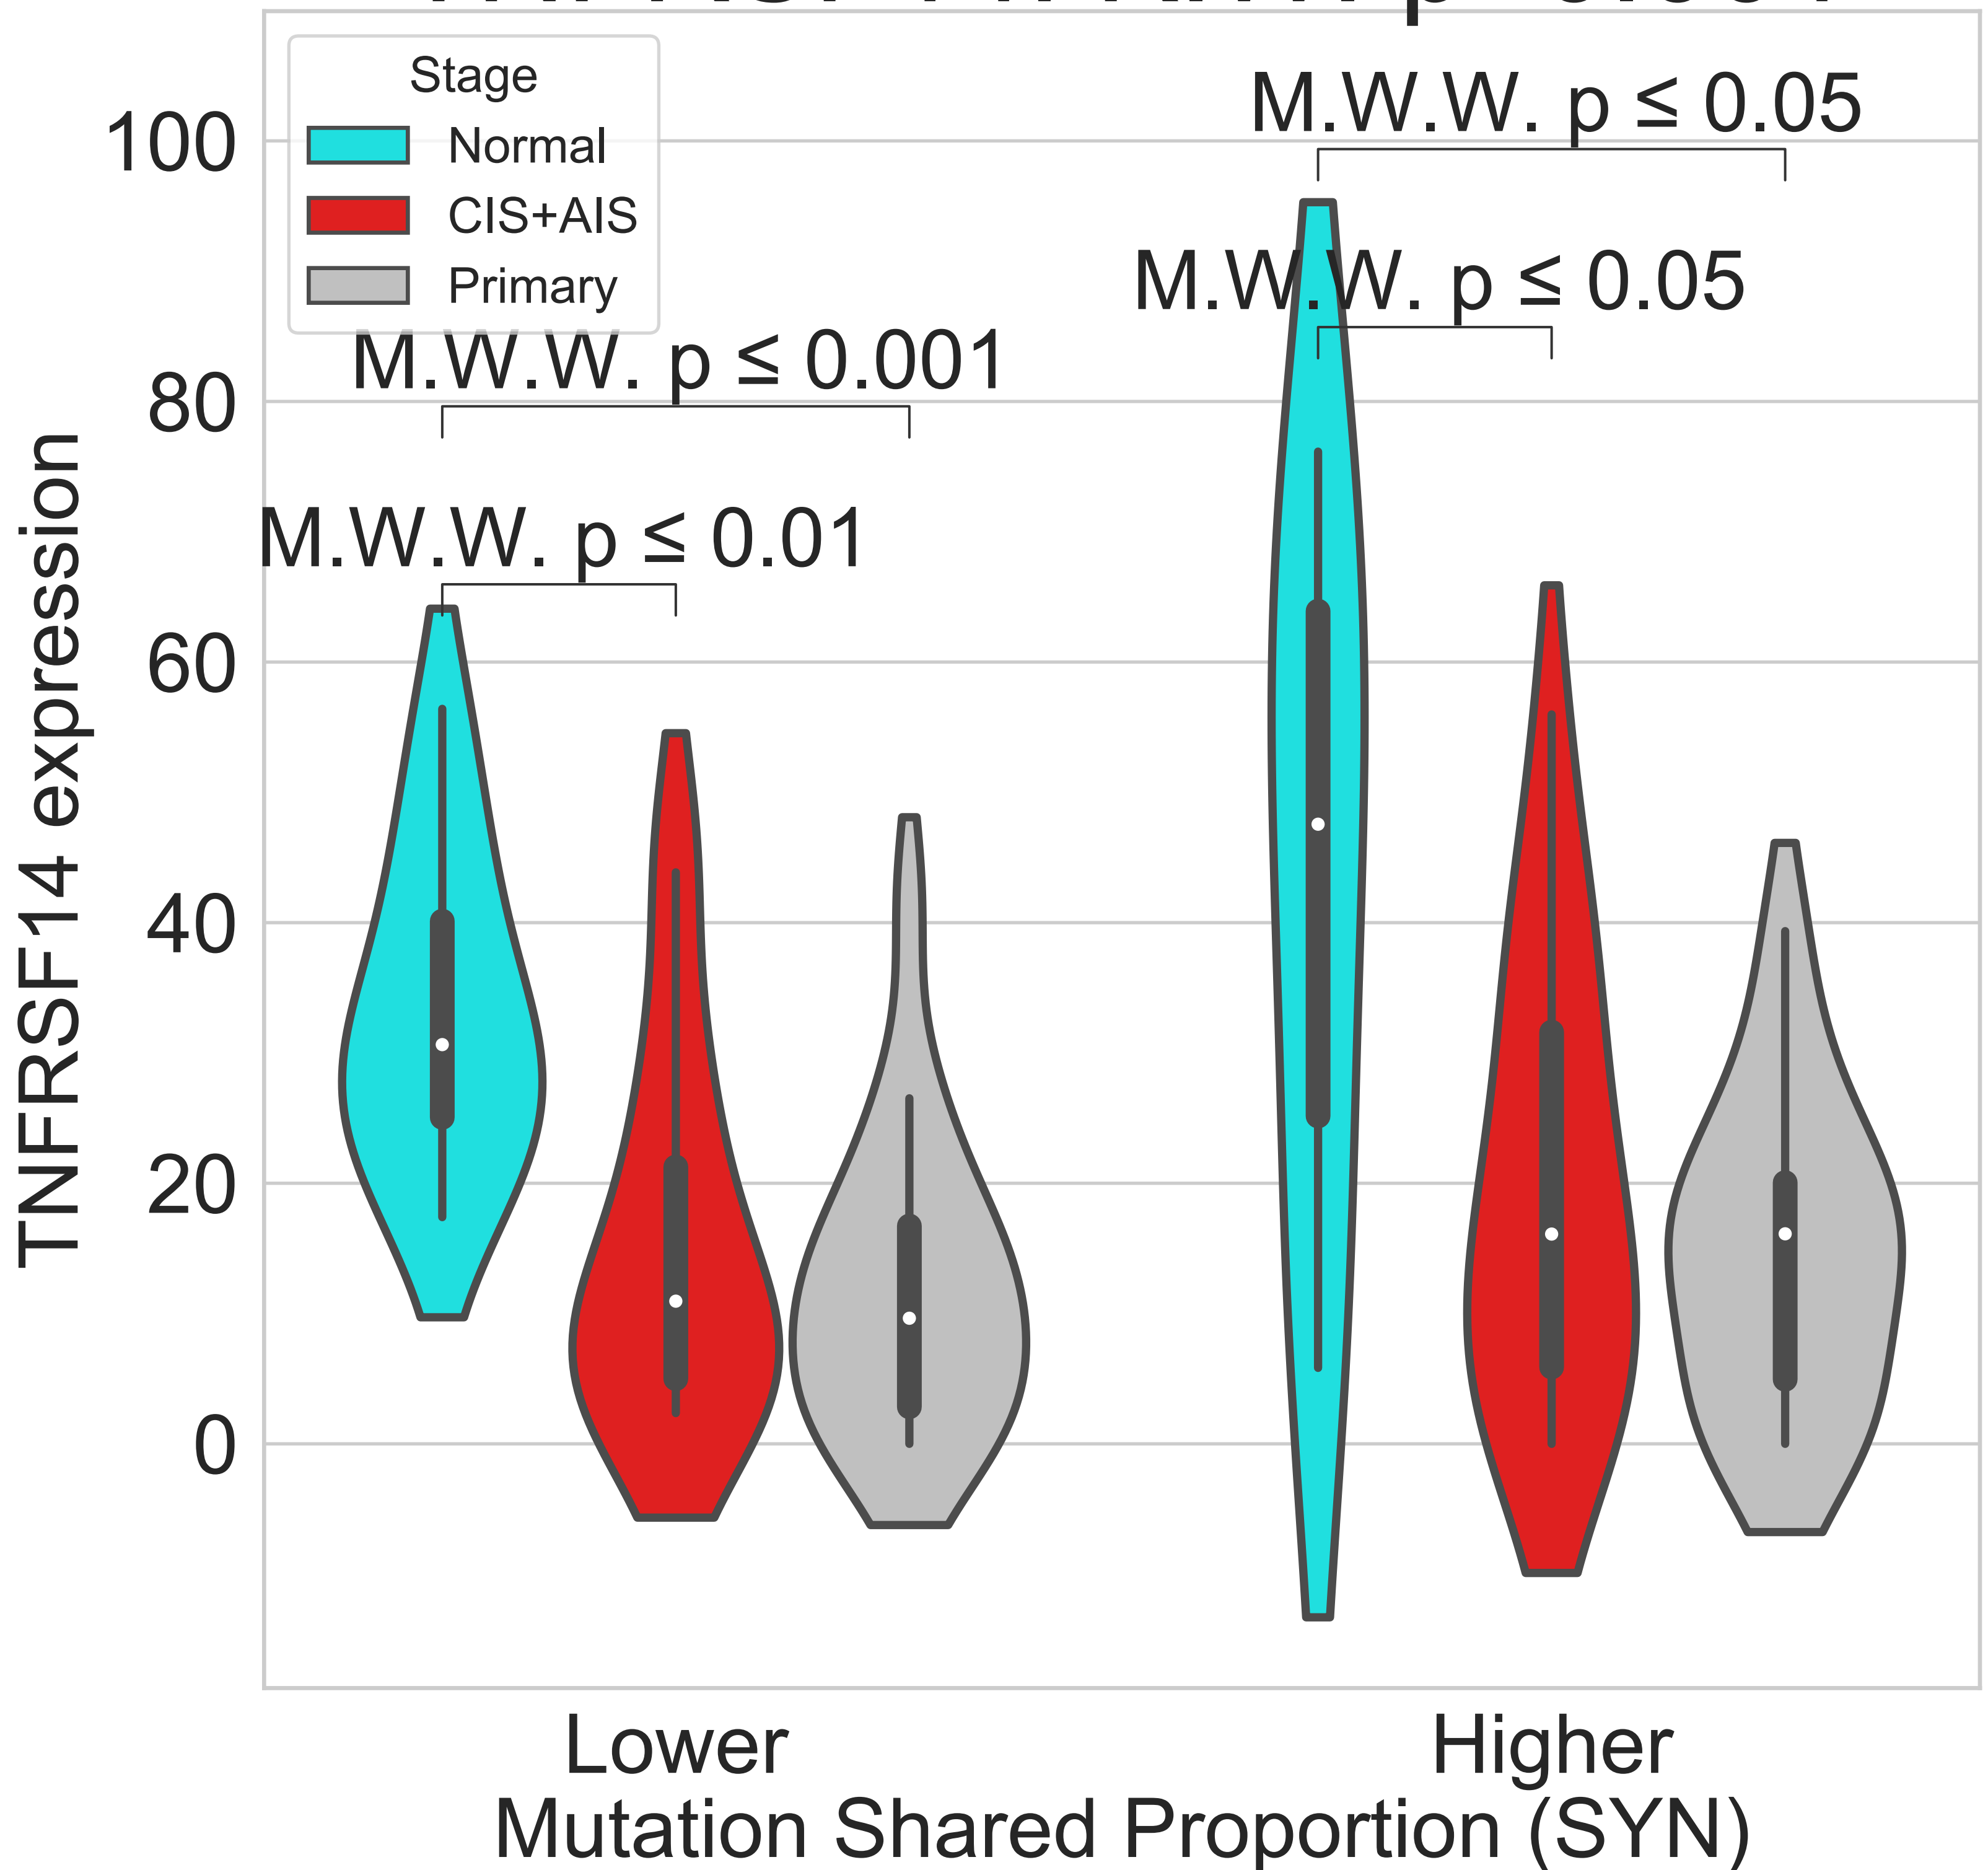 Stage
Normal
CIS+AIS
Primary
M.W.W. p ≤ 0.05
M.W.W. p ≤ 0.05
M.W.W. p ≤ 0.001
M.W.W. p ≤ 0.01
100
80
60
40
20
0
TNFRSF14 expression
Lower
Higher
Mutation Shared Proportion (SYN)